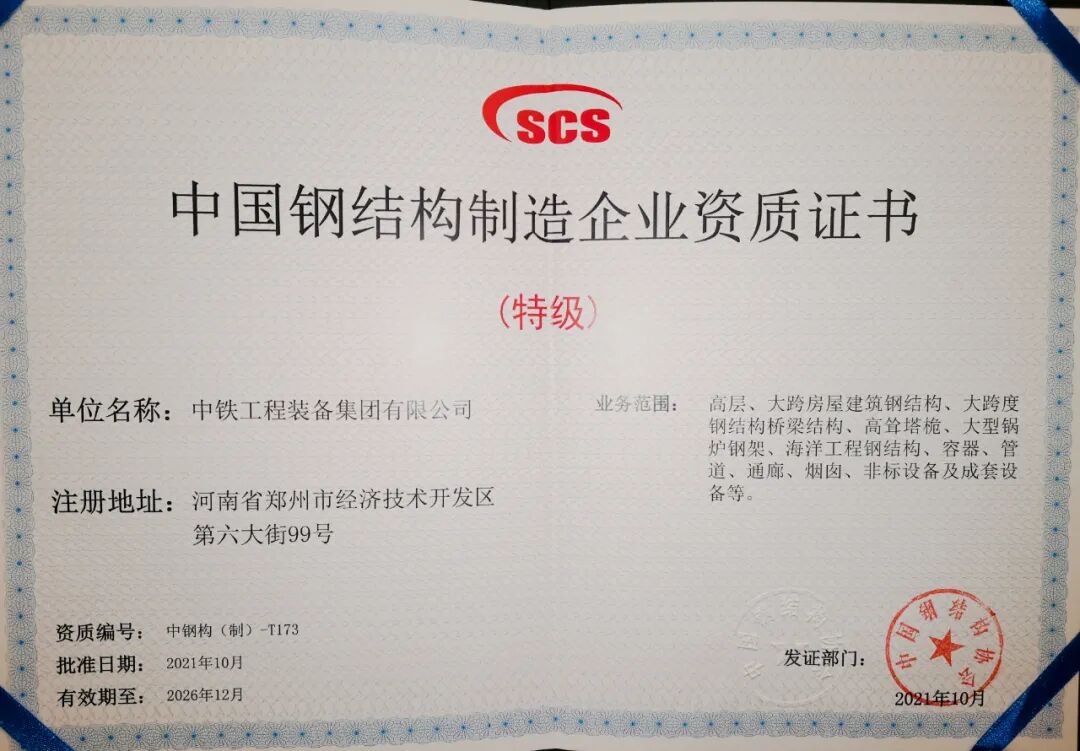 SCS
中国钢结构制造企业资质证书
(特级)
单位名称：中铁工程装备集团有限公司
注册地址：河南省郑州市经济技术开发区
第六大街99号
业务范围：高层、大跨房屋建筑钢结构、大跨度
钢结构桥梁结构、高耸塔桅、大型锅
炉钢架、海洋工程钢结构、容器、管
道、通廊、烟囱、非标设备及成套设
备等。
资质编号：中钢构（制）-T173
批准日期：2021年10月
有效期至：2026年12月
发证部门：
中国钢结构协会
2021年10月